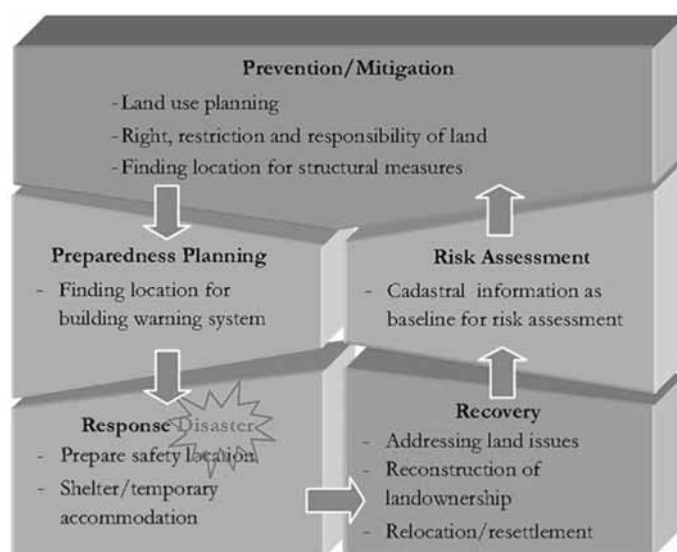 Prevention/Mitigation
-Land use planning
-Right, restriction and responsibility of land
-Finding location for structural measures
Preparedness Planning
- Finding location for
building warning system
Risk Assessment
- Cadastral information as
baseline for risk assessment
Response Disaster
- Prepare safety location
- Shelter/temporary
accommodation
Recovery
- Addressing land issues
- Reconstruction of
landownership
- Relocation/resettlement